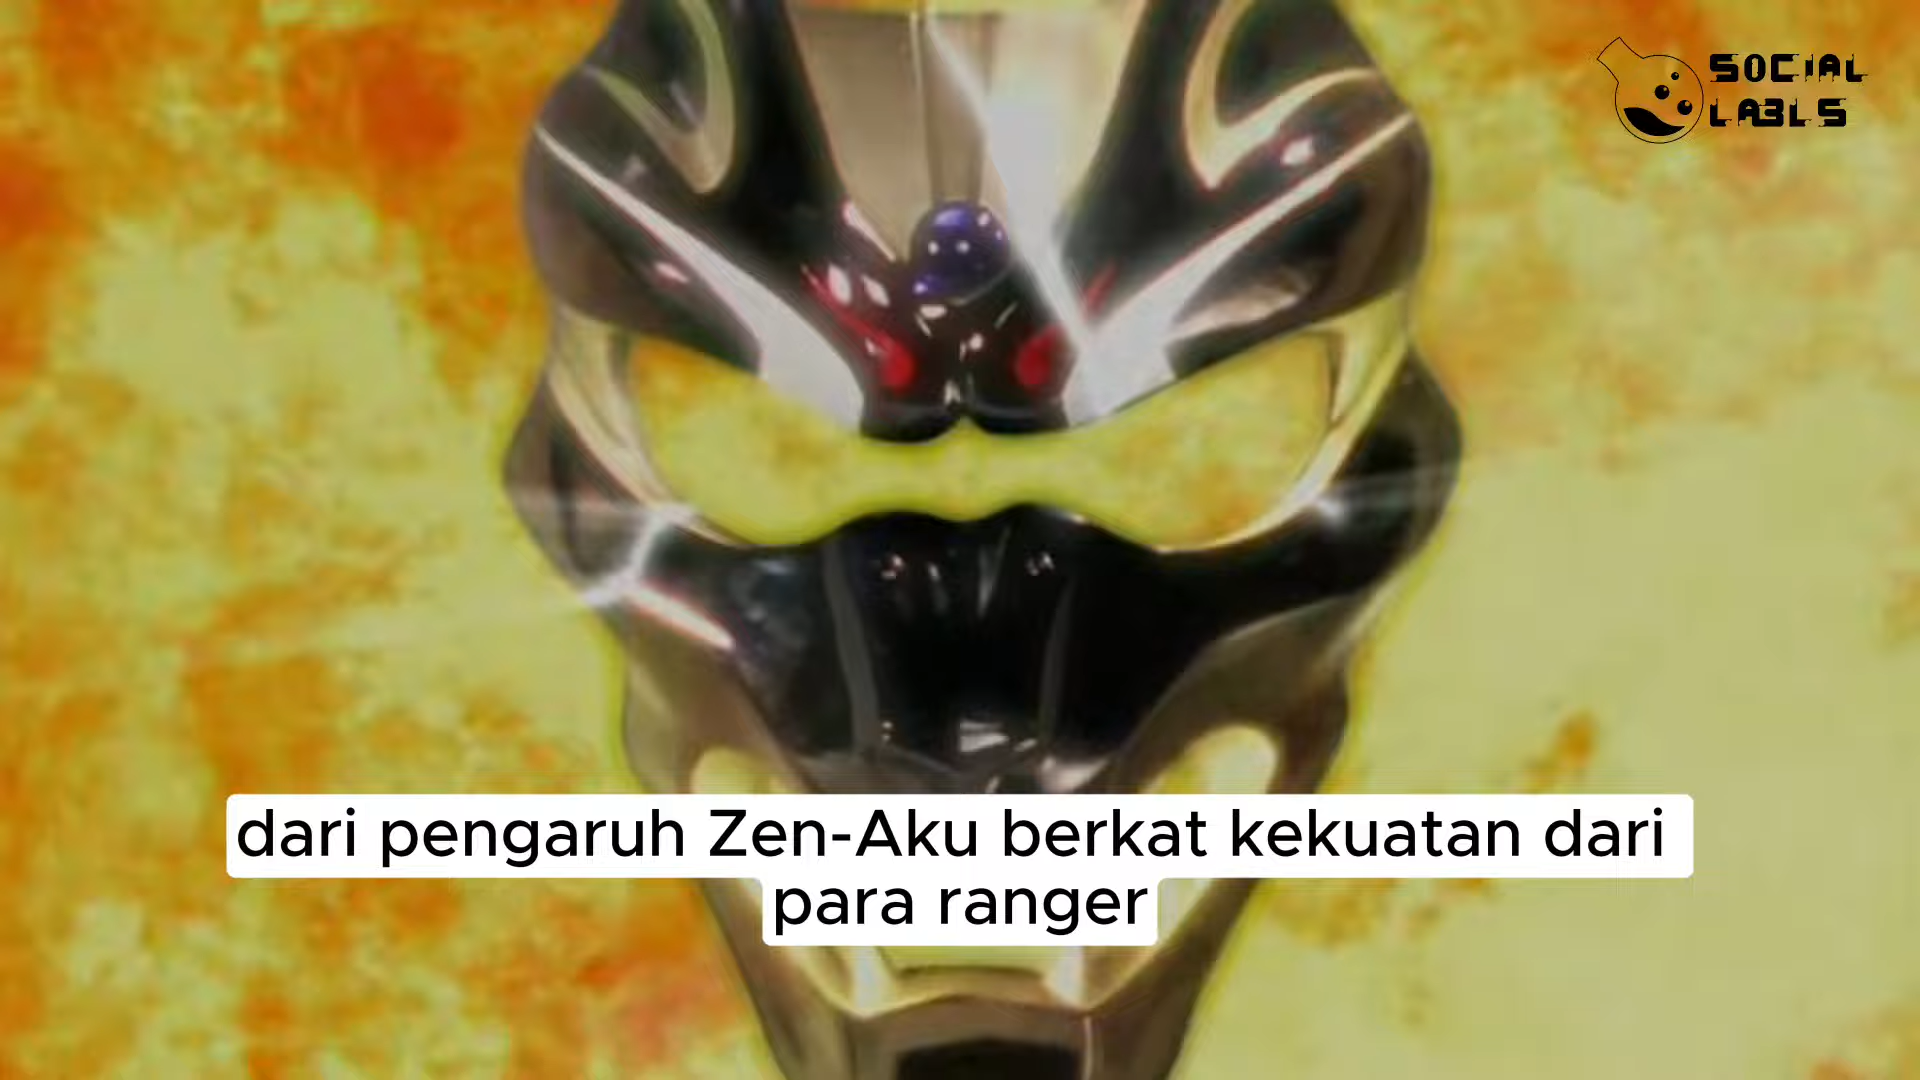 SOCIAL
LABLS
dari pengaruh Zen-Aku berkat kekuatan dari
para ranger